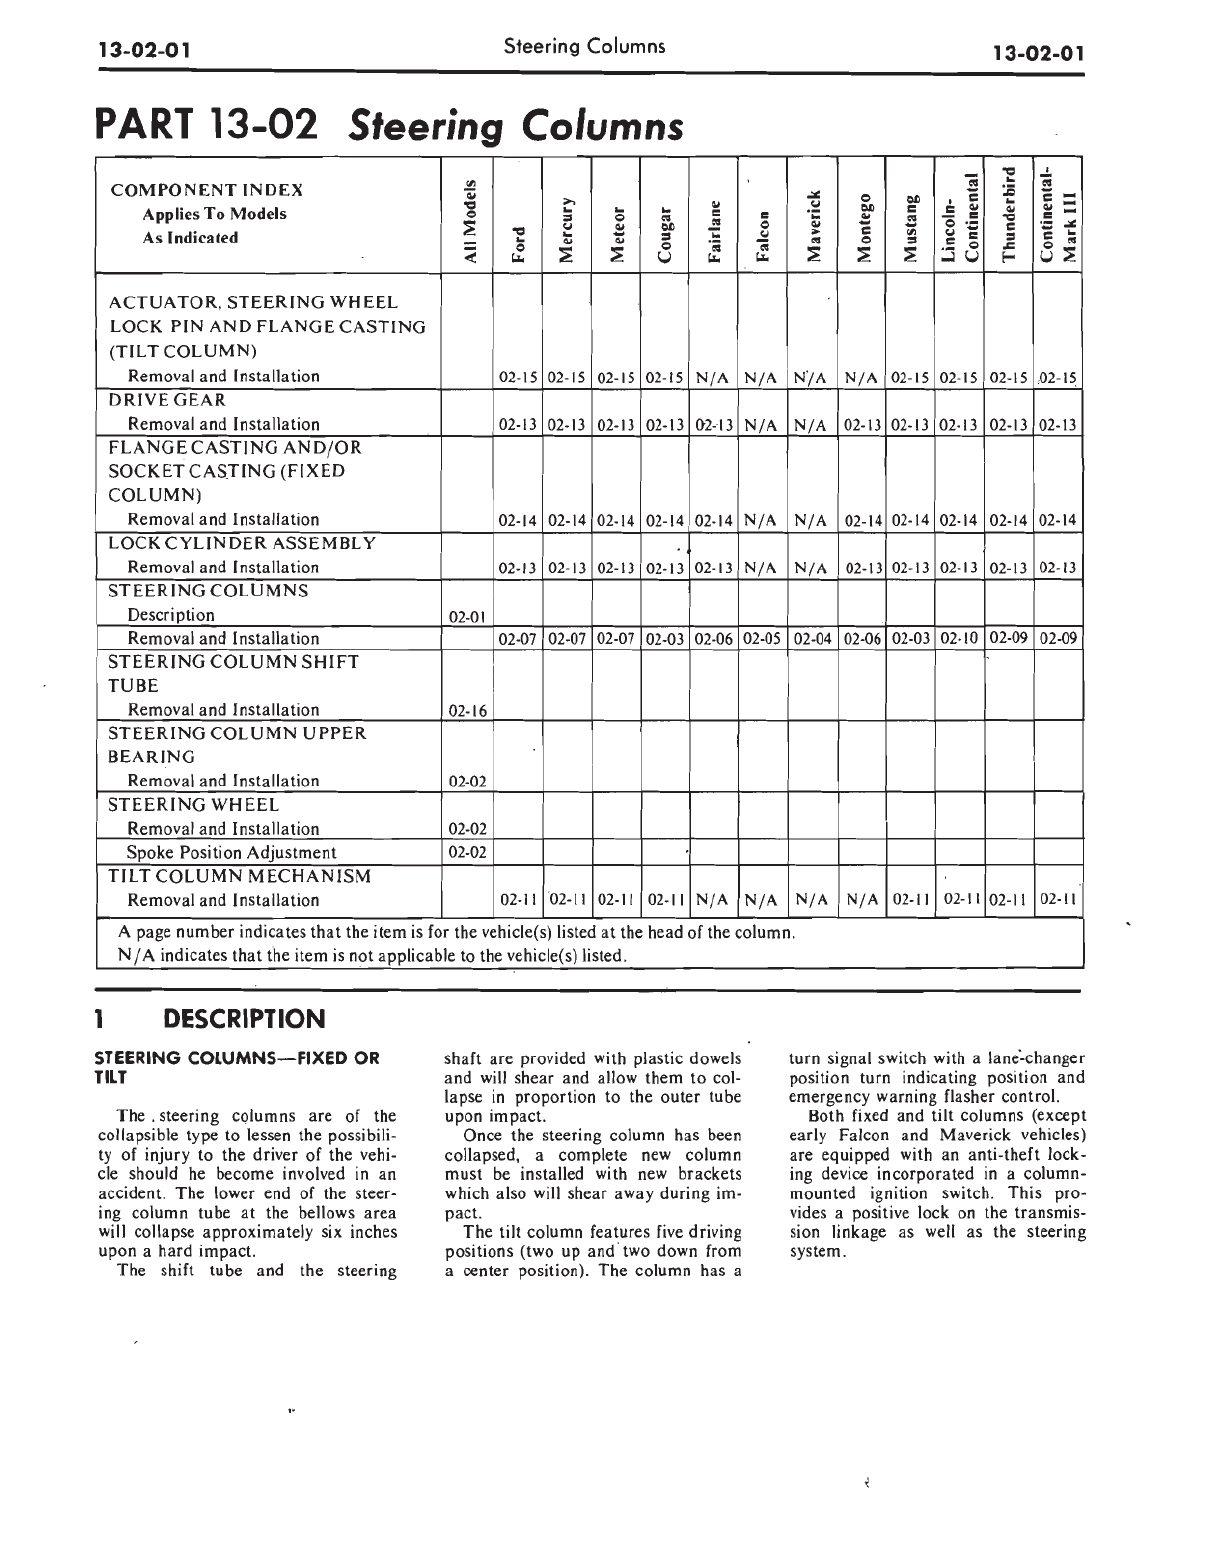 13-02-01 Steering Columns 13-02-01
PART 13-02 Steering Columns
COMPONENT INDEX
Applies To Models
As Indicated
All Models Ford Mercury Meteor Cougar Fairlane Falcon Maverick Montego Mustang Lincoln-Continental Thunderbird Continental-Mark III
ACTUATOR, STEERING WHEEL
LOCK PIN AND FLANGE CASTING
(TILT COLUMN)
Removal and Installation 02-15 02-15 02-15 02-15 N/A N/A N/A N/A 02-15 02-15 02-15 02-15
DRIVE GEAR
Removal and Installation 02-13 02-13 02-13 02-13 02-13 N/A N/A 02-13 02-13 02-13 02-13 02-13
FLANGE CASTING AND/OR
SOCKET CASTING (FIXED
COLUMN)
Removal and Installation 02-14 02-14 02-14 02-14 02-14 N/A N/A 02-14 02-14 02-14 02-14 02-14
LOCK CYLINDER ASSEMBLY
Removal and Installation 02-13 02-13 02-13 02-13 02-13 N/A N/A 02-13 02-13 02-13 02-13 02-13
STEERING COLUMNS
Description 02-01
Removal and Installation 02-07 02-07 02-07 02-03 02-06 02-05 02-04 02-06 02-03 02-10 02-09 02-09
STEERING COLUMN SHIFT
TUBE
Removal and Installation 02-16
STEERING COLUMN UPPER
BEARING
Removal and Installation 02-02
STEERING WHEEL
Removal and Installation 02-02
Spoke Position Adjustment 02-02
TILT COLUMN MECHANISM
Removal and Installation 02-11 02-11 02-11 02-11 N/A N/A N/A N/A 02-11 02-11 02-11 02-11
A page number indicates that the item is for the vehicle(s) listed at the head of the column.
N/A indicates that the item is not applicable to the vehicle(s) listed.
1 DESCRIPTION
STEERING COLUMNS—FIXED OR
TILT
The steering columns are of the
collapsible type to lessen the possibili-
ty of injury to the driver of the vehi-
cle should he become involved in an
accident. The lower end of the steer-
ing column tube at the bellows area
will collapse approximately six inches
upon a hard impact.
The shift tube and the steering
shaft are provided with plastic dowels
and will shear and allow them to col-
lapse in proportion to the outer tube
upon impact.
Once the steering column has been
collapsed, a complete new column
must be installed with new brackets
which also will shear away during im-
pact.
The tilt column features five driving
positions (two up and two down from
a center position). The column has a
turn signal switch with a lane-changer
position turn indicating position and
emergency warning flasher control.
Both fixed and tilt columns (except
early Falcon and Maverick vehicles)
are equipped with an anti-theft lock-
ing device incorporated in a column-
mounted ignition switch. This pro-
vides a positive lock on the transmis-
sion linkage as well as the steering
system.